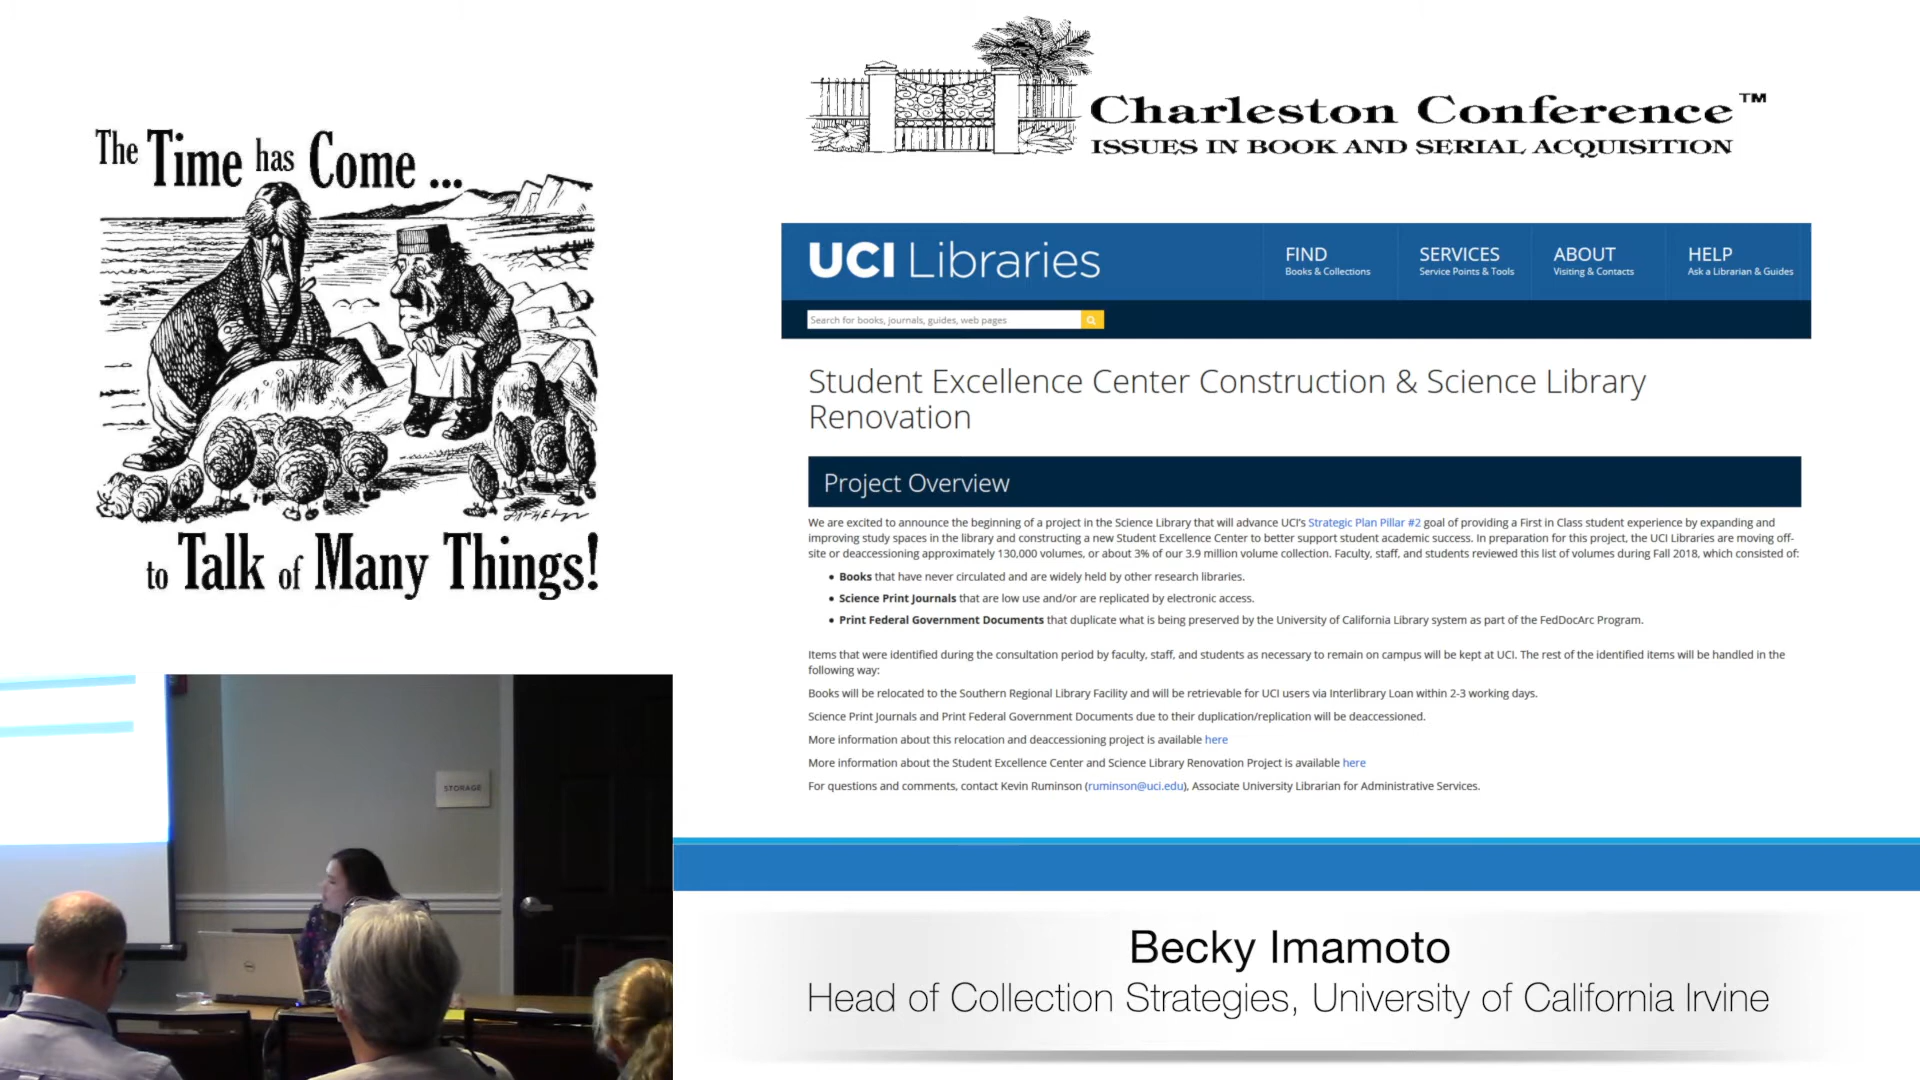 The Time has Come ...
to Talk of Many Things!
Charleston Conference™
ISSUES IN BOOK AND SERIAL ACQUISITION
UCI Libraries
FIND
Books & Collections
SERVICES
Service Points & Tools
ABOUT
Visiting & Contacts
HELP
Ask a Librarian & Guides
Search for books, journals, guides, web pages
Student Excellence Center Construction & Science Library
Renovation
Project Overview
We are excited to announce the beginning of a project in the Science Library that will advance UCI's Strategic Plan Pillar #2 goal of providing a First in Class student experience by expanding and
improving study spaces in the library and constructing a new Student Excellence Center to better support student academic success. In preparation for this project, the UCI Libraries are moving off-
site or deaccessioning approximately 130,000 volumes, or about 3% of our 3.9 million volume collection. Faculty, staff, and students reviewed this list of volumes during Fall 2018, which consisted of:
• Books that have never circulated and are widely held by other research libraries.
• Science Print Journals that are low use and/or are replicated by electronic access.
• Print Federal Government Documents that duplicate what is being preserved by the University of California Library system as part of the FedDocArc Program.
Items that were identified during the consultation period by faculty, staff, and students as necessary to remain on campus will be kept at UCI. The rest of the identified items will be handled in the
following way:
Books will be relocated to the Southern Regional Library Facility and will be retrievable for UCI users via Interlibrary Loan within 2-3 working days.
Science Print Journals and Print Federal Government Documents due to their duplication/replication will be deaccessioned.
More information about this relocation and deaccessioning project is available here
More information about the Student Excellence Center and Science Library Renovation Project is available here
For questions and comments, contact Kevin Ruminson (ruminson@uci.edu), Associate University Librarian for Administrative Services.
STORAGE
Becky Imamoto
Head of Collection Strategies, University of California Irvine